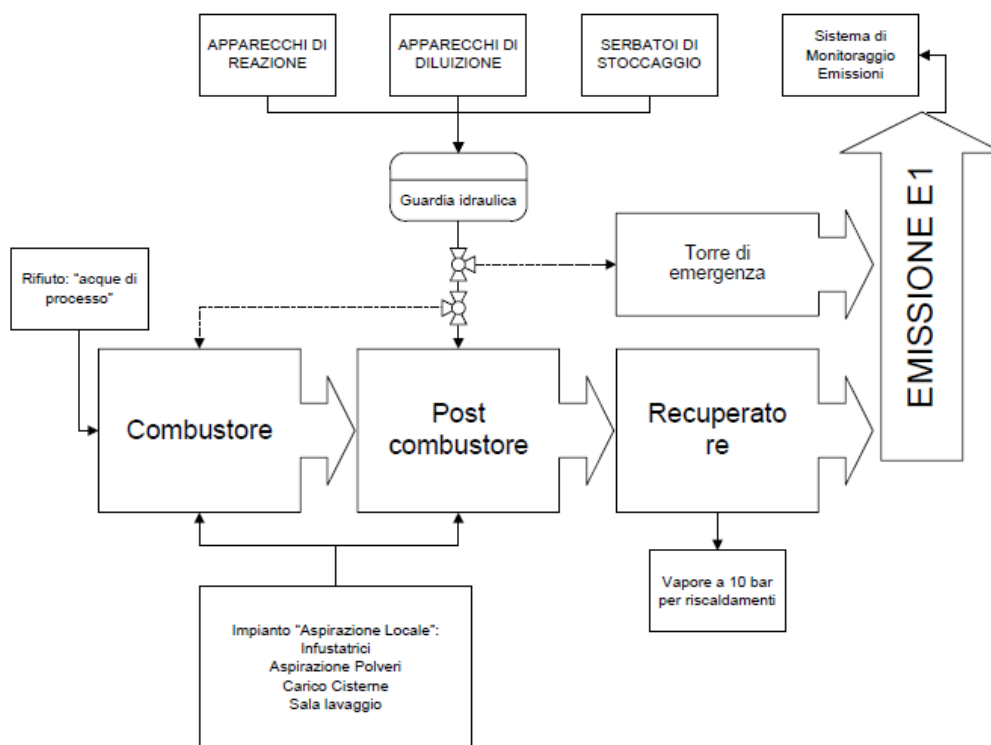 APPARECCHI DI
REAZIONE
APPARECCHI DI
DILUIZIONE
SERBATOI DI
STOCCAGGIO
Sistema di
Monitoraggio
Emissioni
Guardia idraulica
Rifiuto: "acque di
processo"
Torre di
emergenza
EMISSIONE E1
Combustore
Post
combustore
Recuperato
re
Vapore a 10 bar
per riscaldamenti
Impianto "Aspirazione Locale":
Infustatrici
Aspirazione Polveri
Carico Cisterne
Sala lavaggio